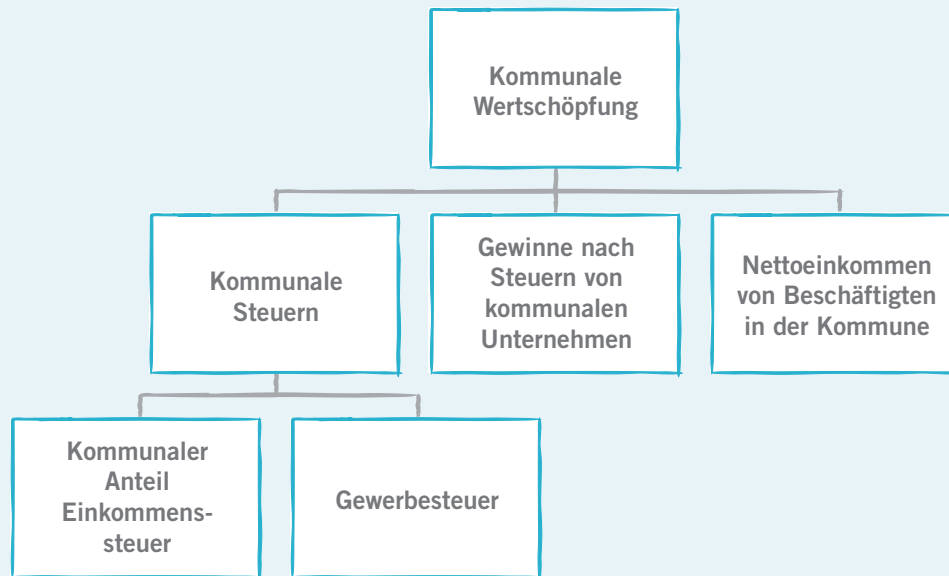 Kommunale
Wertschöpfung
Kommunale
Steuern
Gewinne nach
Steuern von
kommunalen
Unternehmen
Nettoeinkommen
von Beschäftigten
in der Kommune
Kommunaler
Anteil
Einkommens-
steuer
Gewerbesteuer